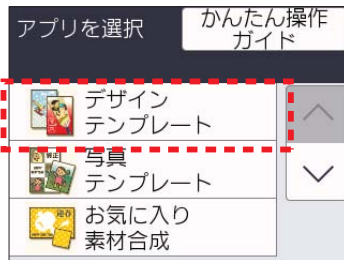 アプリを選択
かんたん操作
ガイド
デザイン
テンプレート
写真
テンプレート
お気に入り
素材合成